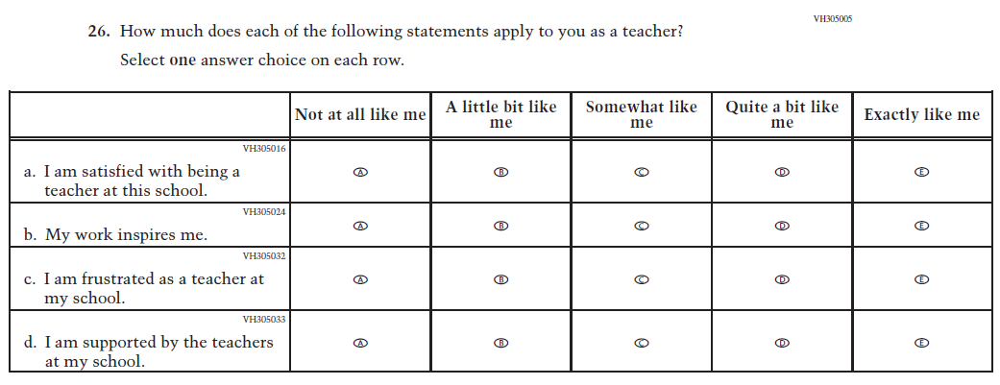 VH305005
26. How much does each of the following statements apply to you as a teacher?
Select one answer choice on each row.
Not at all like me
A little bit like
me
Somewhat like
me
Quite a bit like
me
Exactly like me
VH305016
a. I am satisfied with being a
teacher at this school.
A B C D E
VH305024
b. My work inspires me.
A B C D E
VH305032
c. I am frustrated as a teacher at
my school.
A B C D E
VH305033
d. I am supported by the teachers
at my school.
A B C D E